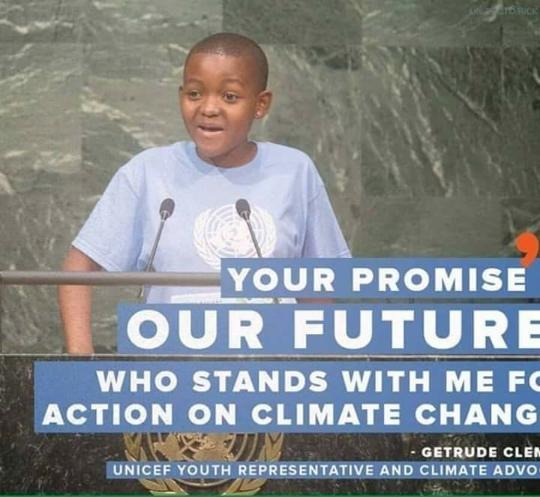 YOUR PROMISE
OUR FUTURE
WHO STANDS WITH ME FO
ACTION ON CLIMATE CHANG
- GETRUDE CLEM
UNICEF YOUTH REPRESENTATIVE AND CLIMATE ADVO